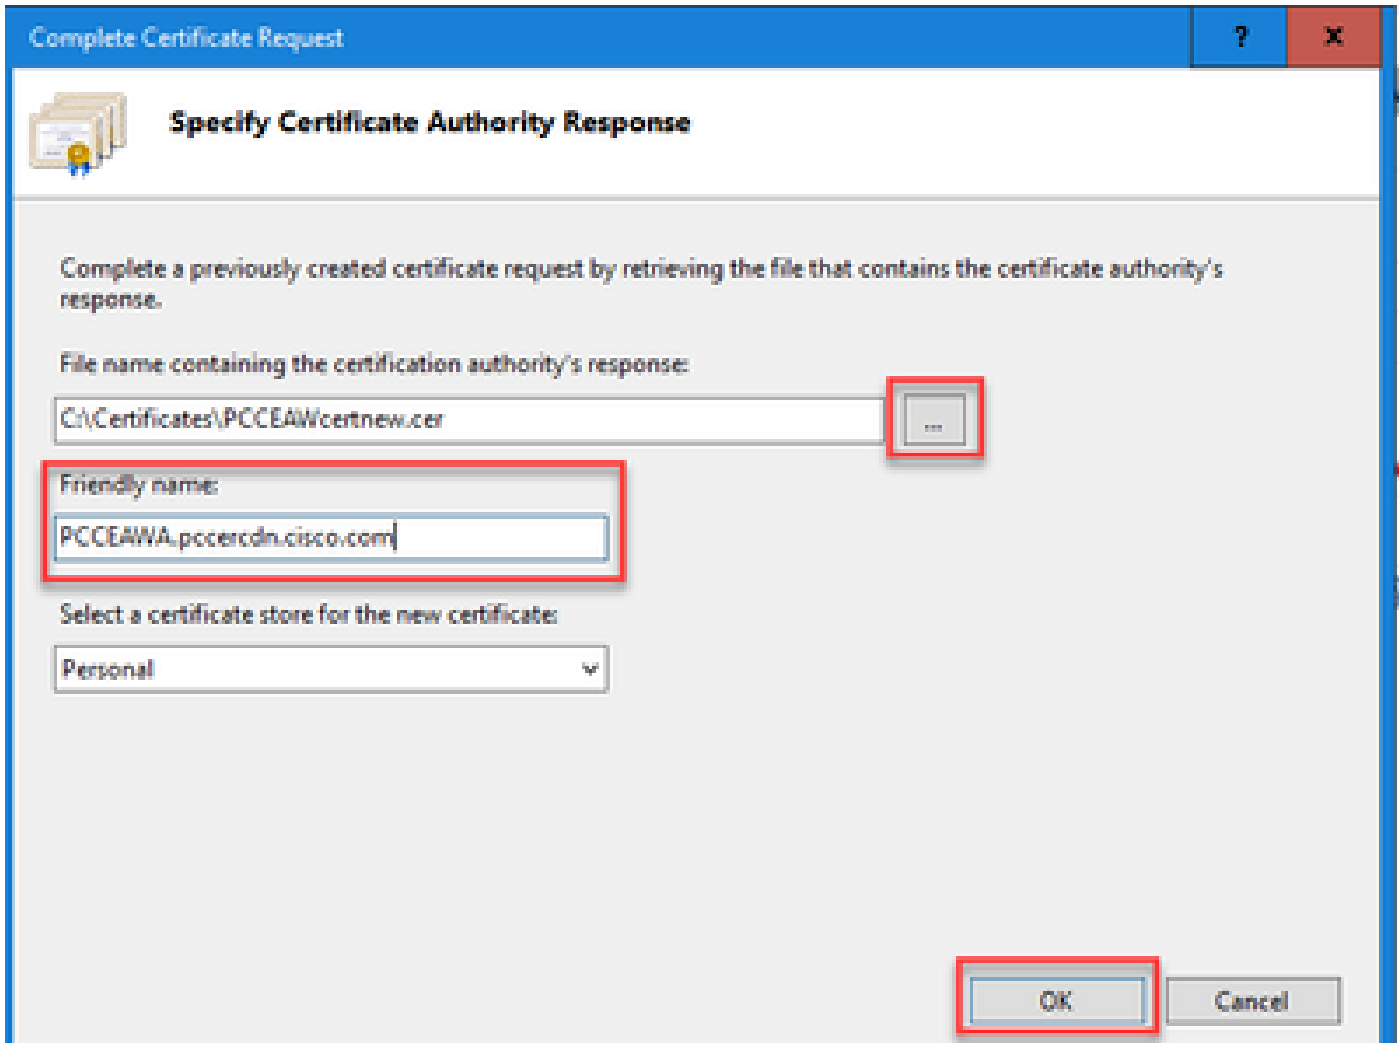 Complete Certificate Request
?
x
Specify Certificate Authority Response
Complete a previously created certificate request by retrieving the file that contains the certificate authority's
response.
File name containing the certification authority's response:
C:\Certificates\PCCEAWcertnew.cer
...
Friendly name:
PCCEAWA.pccercdn.cisco.com
Select a certificate store for the new certificate:
Personal
OK
Cancel